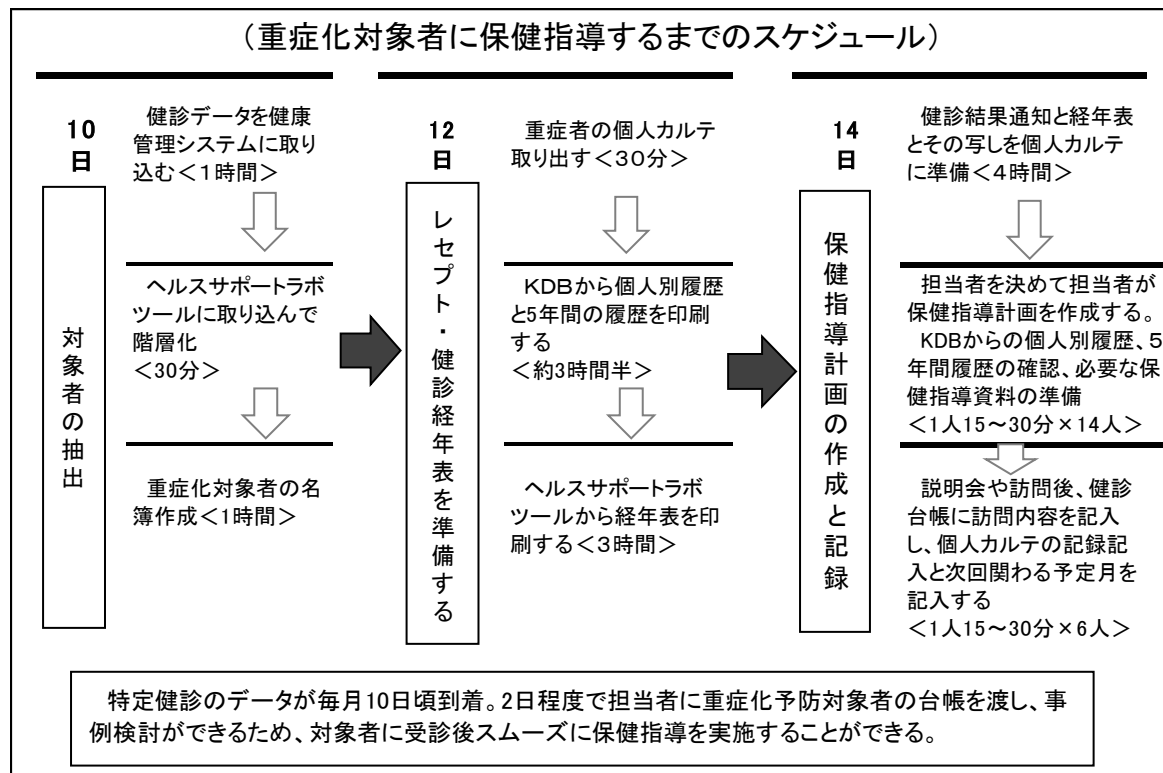 （重症化対象者に保健指導するまでのスケジュール）
10
日
対象者の抽出
健診データを健康
管理システムに取り
込む＜１時間＞
ヘルスサポートラボ
ツールに取り込んで
階層化
＜30分＞
重症化対象者の名
簿作成＜1時間＞
12
日
レセプト・健診経年表を準備する
重症者の個人カルテ
取り出す＜３０分＞
ＫＤＢから個人別履歴
と5年間の履歴を印刷
する
＜約3時間半＞
ヘルスサポートラボ
ツールから経年表を印
刷する＜３時間＞
14
日
保健指導計画の作成と記録
健診結果通知と経年表
とその写しを個人カルテ
に準備＜４時間＞
担当者を決めて担当者が
保健指導計画を作成する。
KDBからの個人別履歴、５
年間履歴の確認、必要な保
健指導資料の準備
＜1人15～30分×14人＞
説明会や訪問後、健診
台帳に訪問内容を記入
し、個人カルテの記録記
入と次回関わる予定月を
記入する
＜1人15～30分×6人＞
特定健診のデータが毎月10日頃到着。2日程度で担当者に重症化予防対象者の台帳を渡し、事
例検討ができるため、対象者に受診後スムーズに保健指導を実施することができる。